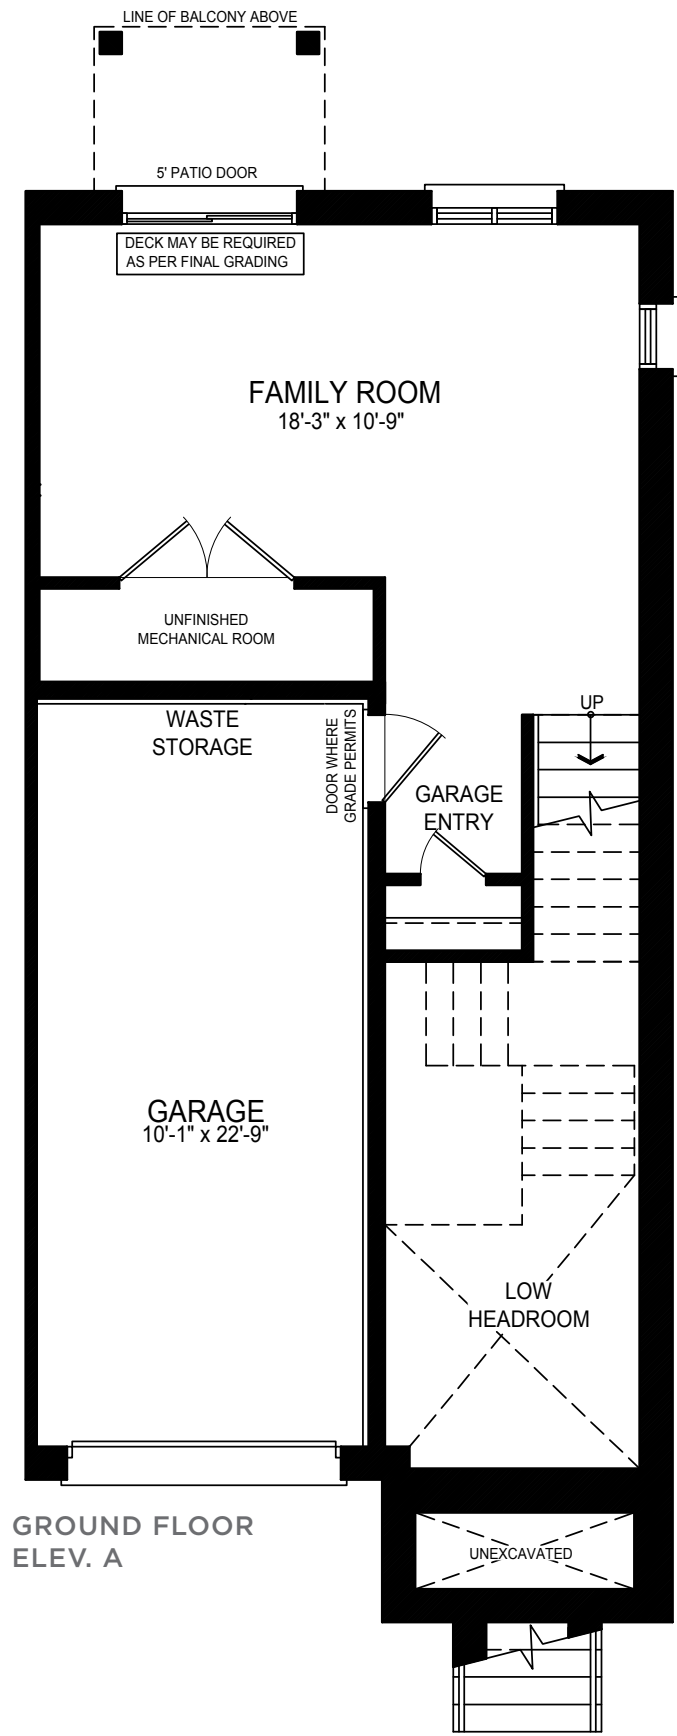 LINE OF BALCONY ABOVE
5' PATIO DOOR
DECK MAY BE REQUIRED
AS PER FINAL GRADING
FAMILY ROOM
18'-3" x 10'-9"
UNFINISHED
MECHANICAL ROOM
WASTE
STORAGE
DOOR WHERE
GRADE PERMITS
UP
GARAGE
ENTRY
GARAGE
10'-1" x 22'-9"
LOW
HEADROOM
GROUND FLOOR
ELEV. A
UNEXCAVATED